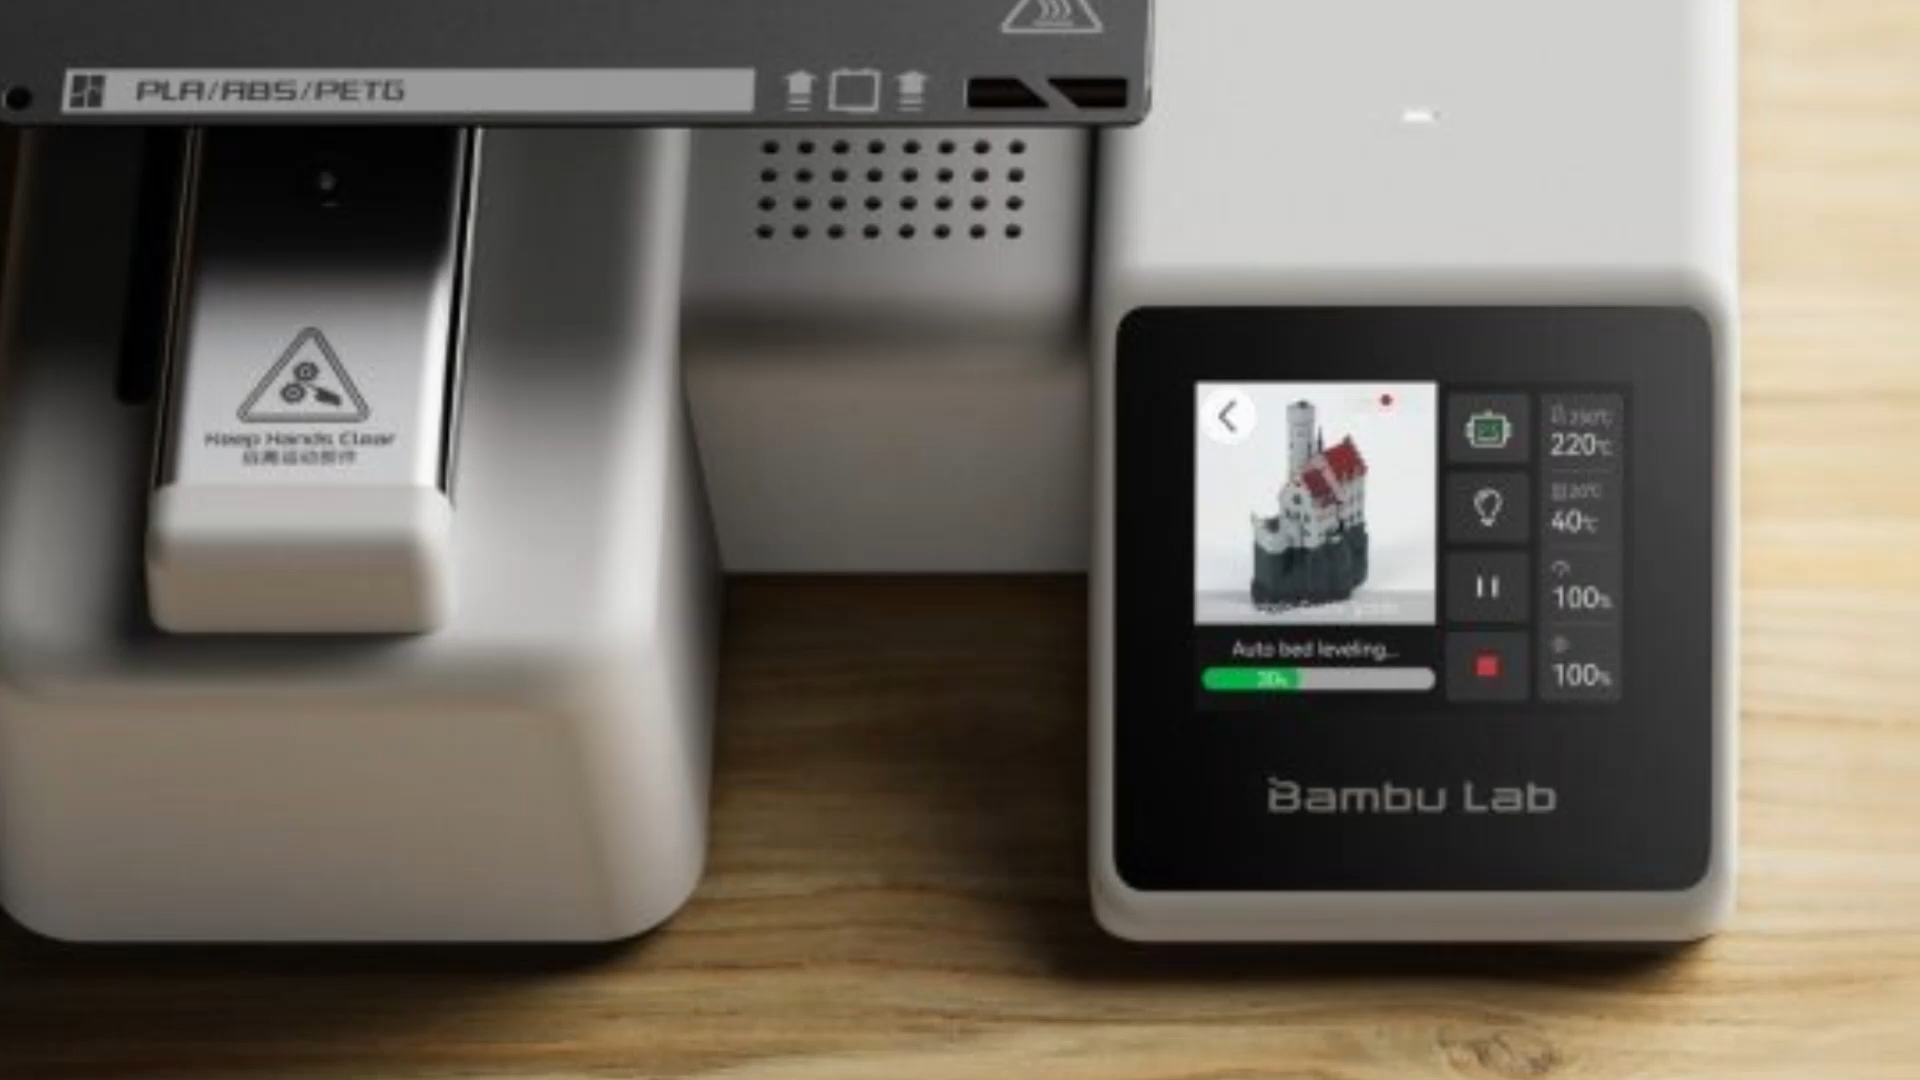 PLA/ABS/PETG
Keep Hands Clear
220℃
40℃
100%
100%
Auto bed leveling...
Bambu Lab